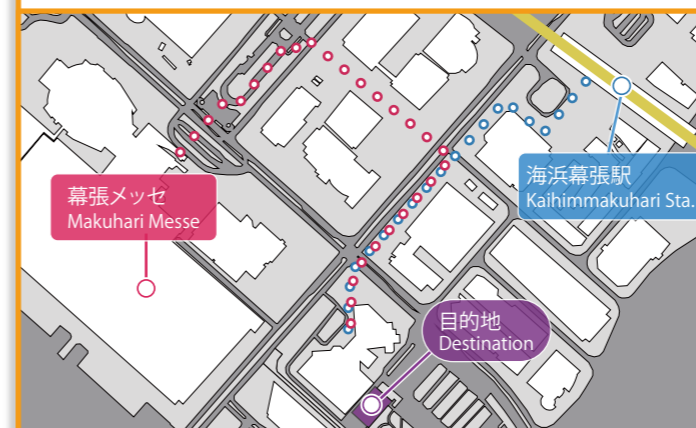 幕張メッセ
Makuhari Messe
海浜幕張駅
Kaihimmakuhari Sta.
目的地
Destination